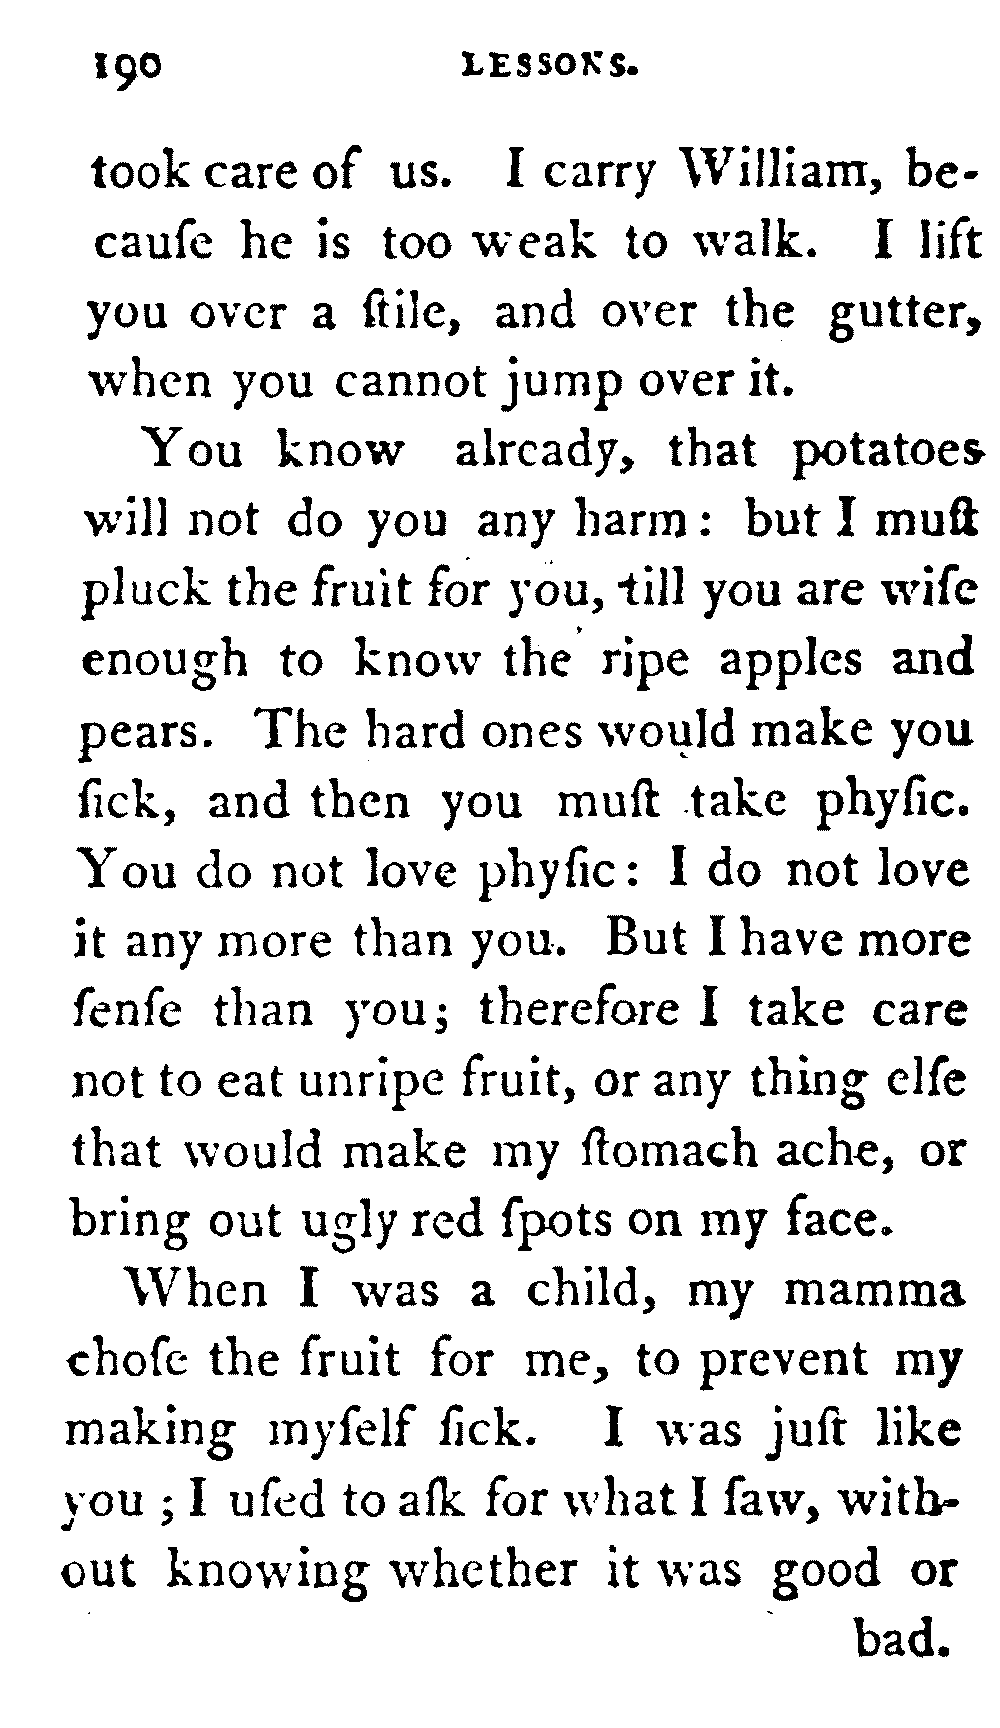 190 LESSONS.
took care of us. I carry William, be-
cauſe he is too weak to walk. I lift
you over a ſtile, and over the gutter,
when you cannot jump over it.
You know already, that potatoes
will not do you any harm: but I muſt
pluck the fruit for you, till you are wiſe
enough to know the ripe apples and
pears. The hard ones would make you
ſick, and then you muſt take phyſic.
You do not love phyſic: I do not love
it any more than you. But I have more
ſenſe than you; therefore I take care
not to eat unripe fruit, or any thing elſe
that would make my ſtomach ache, or
bring out ugly red ſpots on my face.
When I was a child, my mamma
choſe the fruit for me, to prevent my
making myſelf ſick. I was juſt like
you; I uſed to aſk for what I ſaw, with-
out knowing whether it was good or
bad.